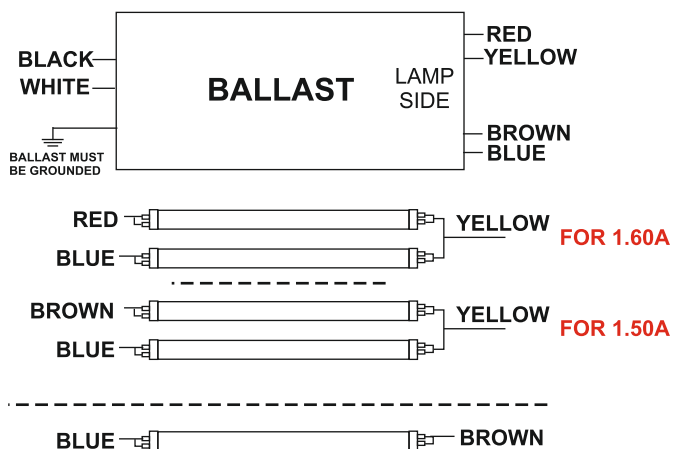 BLACK
WHITE
BALLAST MUST
BE GROUNDED
BALLAST
LAMP
SIDE
RED
YELLOW
BROWN
BLUE
RED
BLUE
YELLOW
FOR 1.60A
BROWN
BLUE
YELLOW
FOR 1.50A
BLUE
BROWN